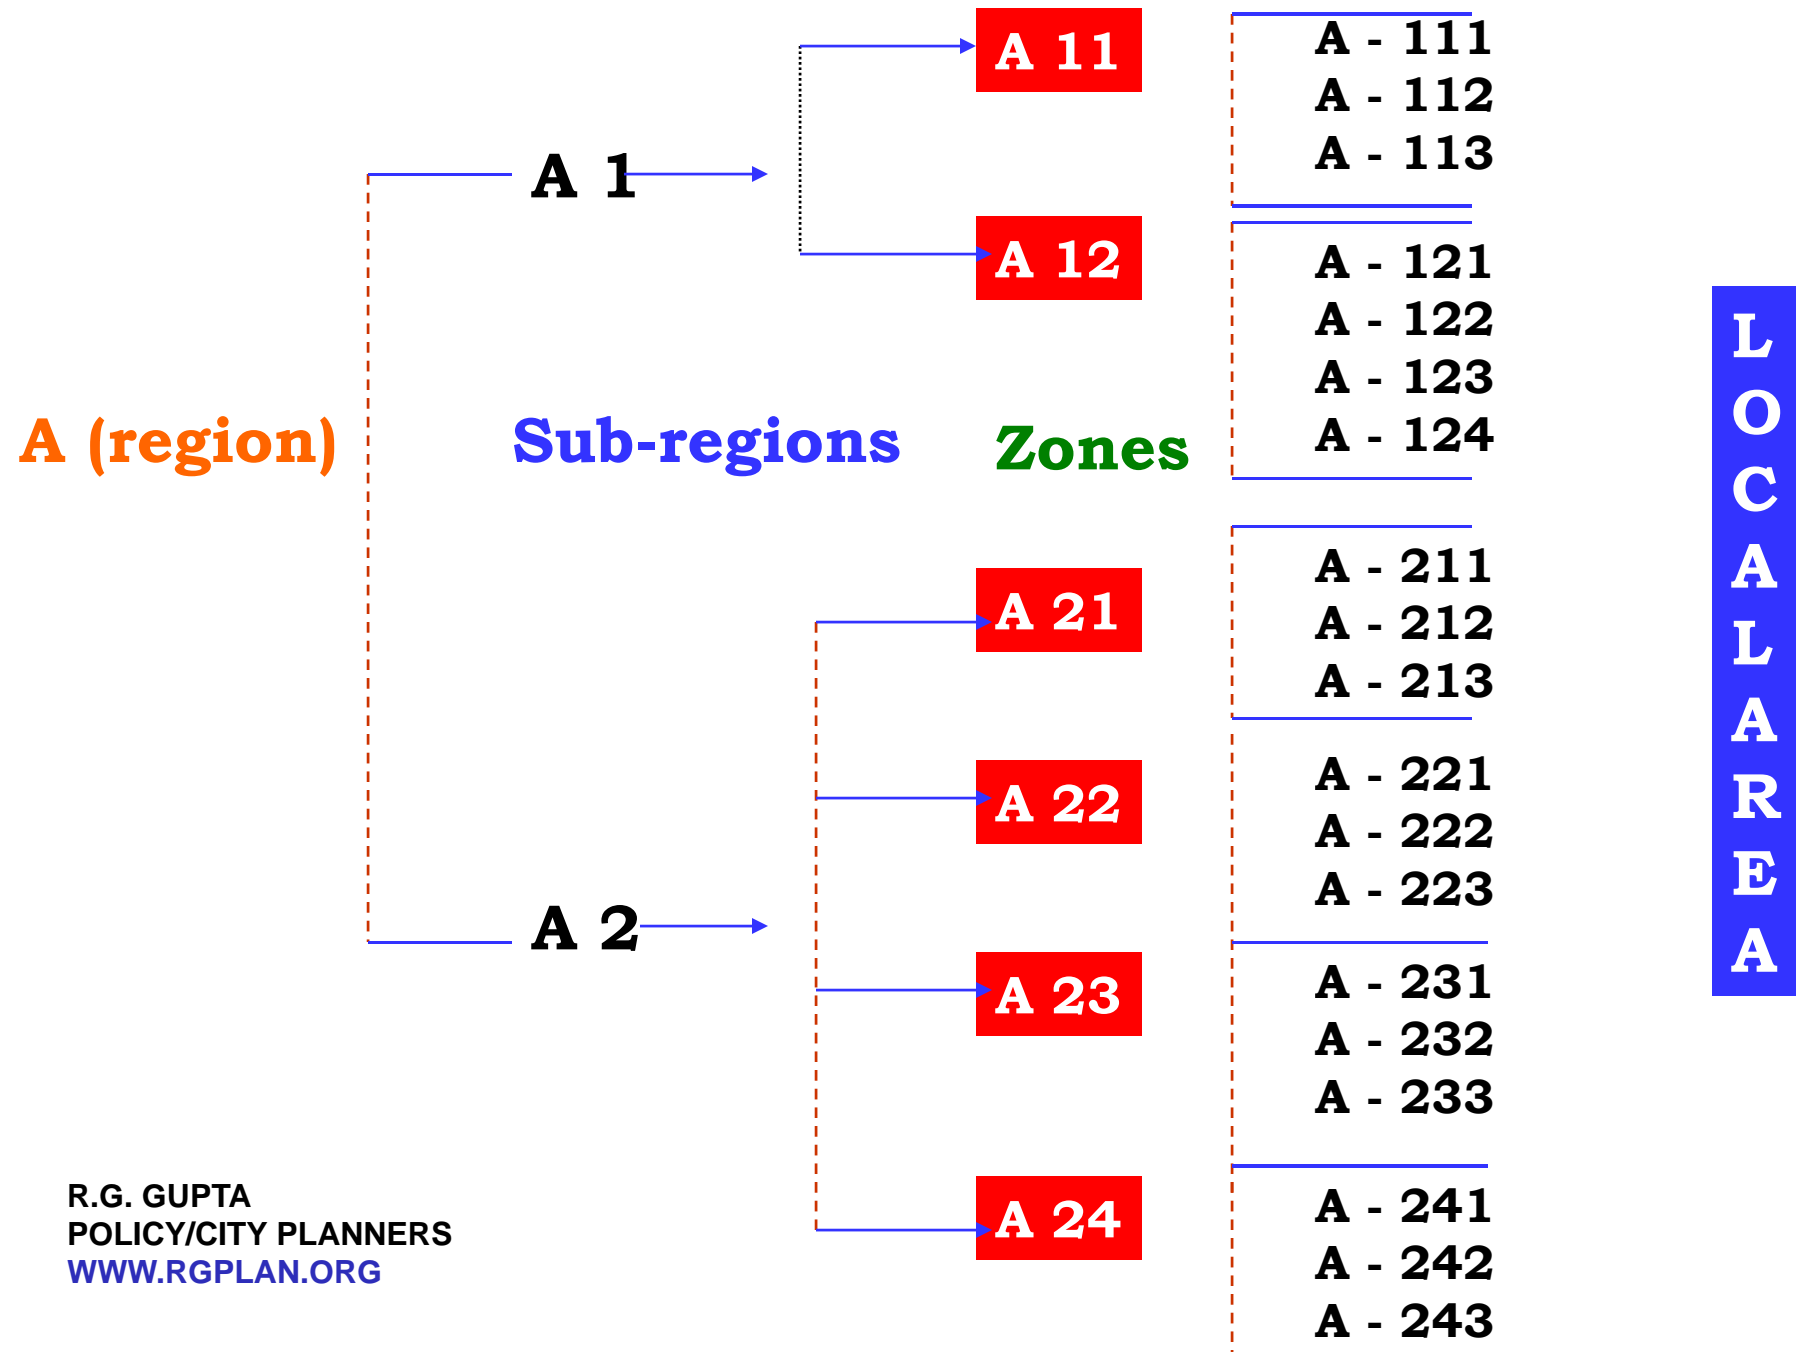 A (region)
Sub-regions
Zones
A 1
A 2
A 11
A 12
A 21
A 22
A 23
A 24
A - 111
A - 112
A - 113
A - 121
A - 122
A - 123
A - 124
A - 211
A - 212
A - 213
A - 221
A - 222
A - 223
A - 231
A - 232
A - 233
A - 241
A - 242
A - 243
L
O
C
A
L
A
R
E
A
R.G. GUPTA
POLICY/CITY PLANNERS
WWW.RGPLAN.ORG